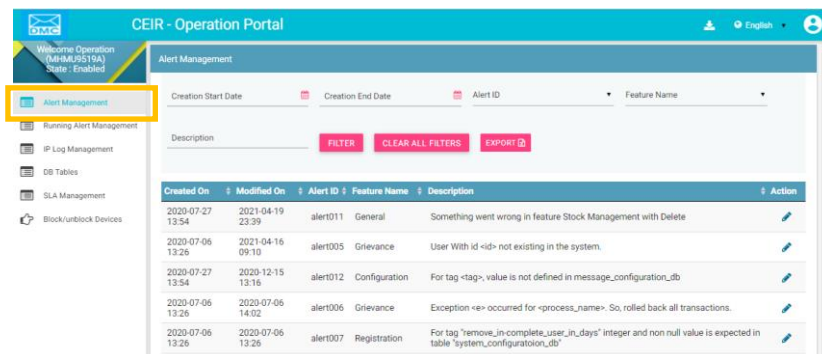 DMC
CEIR - Operation Portal
English
Welcome Operation
(MHMU9519A)
State : Enabled
Alert Management
Running Alert Management
IP Log Management
DB Tables
SLA Management
Block/unblock Devices
Alert Management
Creation Start Date Creation End Date Alert ID Feature Name
Description FILTER CLEAR ALL FILTERS EXPORT
Created On Modified On Alert ID Feature Name Description Action
2020-07-27 2021-04-19
13:54 23:39 alert011 General Something went wrong in feature Stock Management with Delete
2020-07-06 2021-04-16
13:26 09:10 alert005 Grievance User With id <id> not existing in the system.
2020-07-27 2020-12-15
13:54 13:16 alert012 Configuration For tag <tag>, value is not defined in message_configuration_db
2020-07-06 2020-07-06
13:26 14:02 alert006 Grievance Exception <e> occurred for <process_name>. So, rolled back all transactions.
2020-07-06 2020-07-06 alert007 Registration For tag "remove_in-complete_user_in_days" integer and non null value is expected in
13:26 13:26 table "system_configuratoion_db"